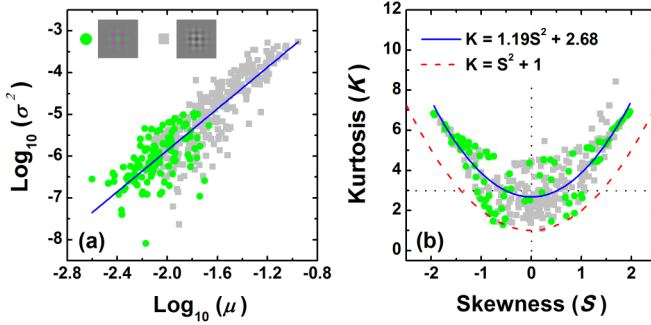 -3
-4
-5
-6
-7
-8
Log₁₀ (σ²)
(a)
-2.8 -2.4 -2.0 -1.6 -1.2 -0.8
Log₁₀ (μ)
12
10
8
6
4
2
0
Kurtosis (K)
K = 1.19S² + 2.68
K = S² + 1
(b)
-2 -1 0 1 2
Skewness (S)